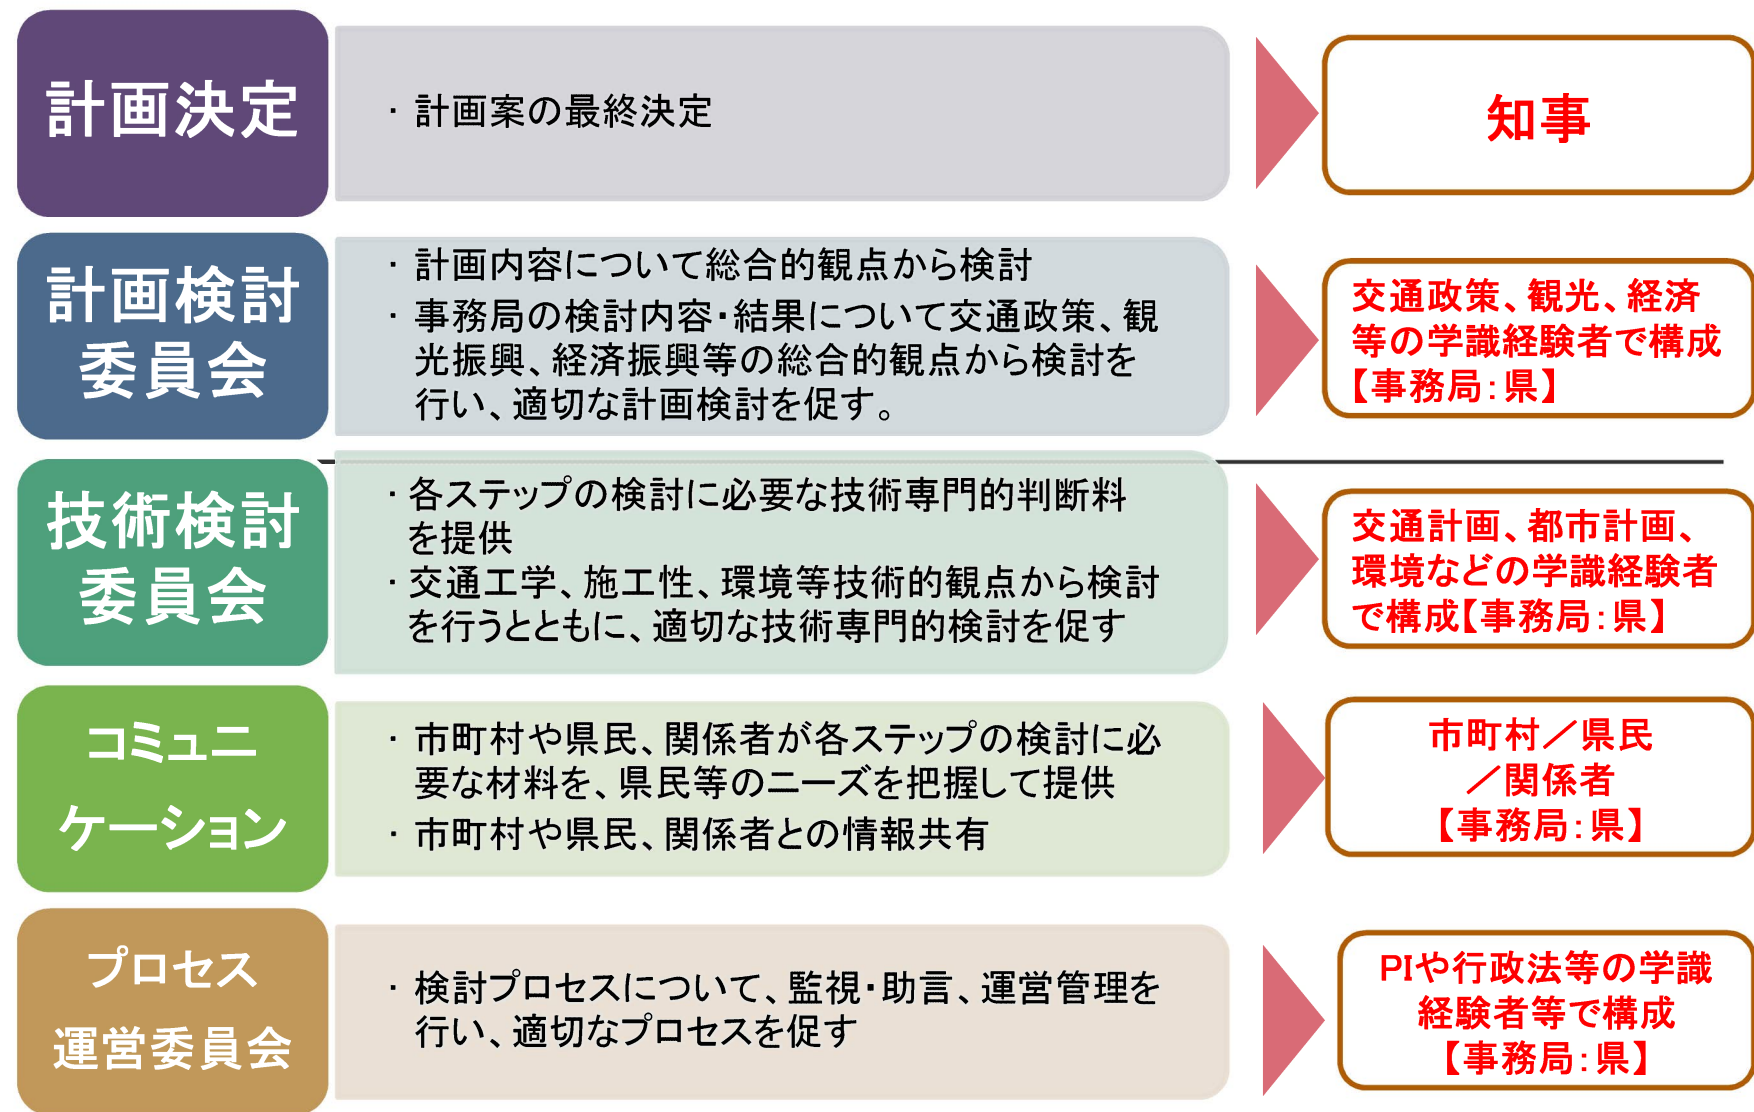 計画決定
・計画案の最終決定
知事
計画検討
委員会
・計画内容について総合的観点から検討
・事務局の検討内容・結果について交通政策、観
光振興、経済振興等の総合的観点から検討を
行い、適切な計画検討を促す。
交通政策、観光、経済
等の学識経験者で構成
【事務局：県】
技術検討
委員会
・各ステップの検討に必要な技術専門的判断料
を提供
・交通工学、施工性、環境等技術的観点から検討
を行うとともに、適切な技術専門的検討を促す
交通計画、都市計画、
環境などの学識経験者
で構成【事務局：県】
コミュニ
ケーション
・市町村や県民、関係者が各ステップの検討に必
要な材料を、県民等のニーズを把握して提供
・市町村や県民、関係者との情報共有
市町村／県民
／関係者
【事務局：県】
プロセス
運営委員会
・検討プロセスについて、監視・助言、運営管理を
行い、適切なプロセスを促す
PIや行政法等の学識
経験者等で構成
【事務局：県】